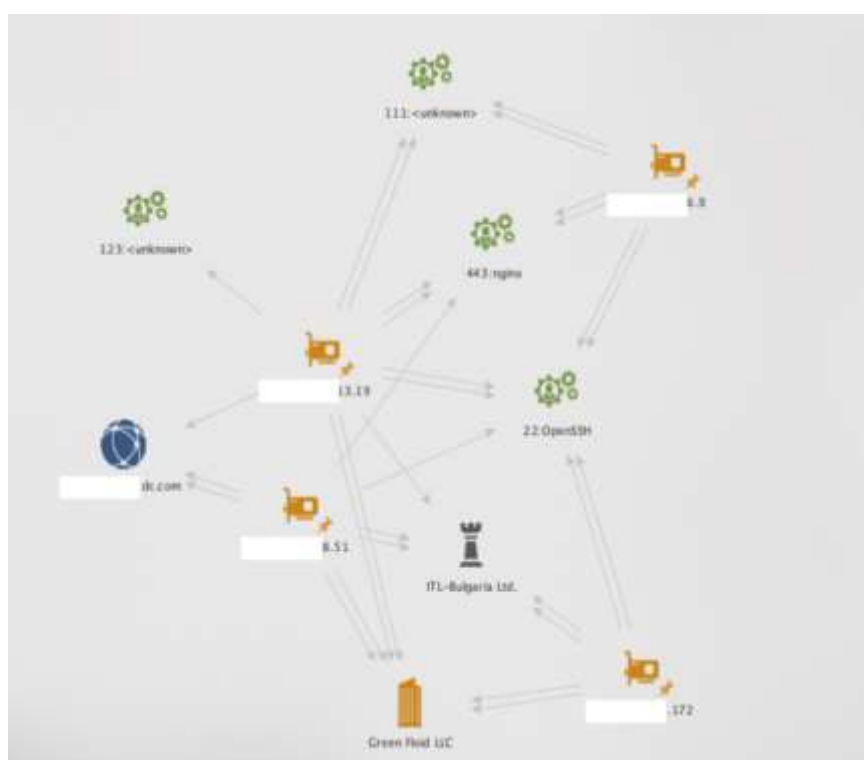 111:<unknown>
6.8
123:<unknown>
443:nginx
13.19
22:OpenSSH
dc.com
8.51
ITL-Bulgaria Ltd.
.172
Green Floid LLC